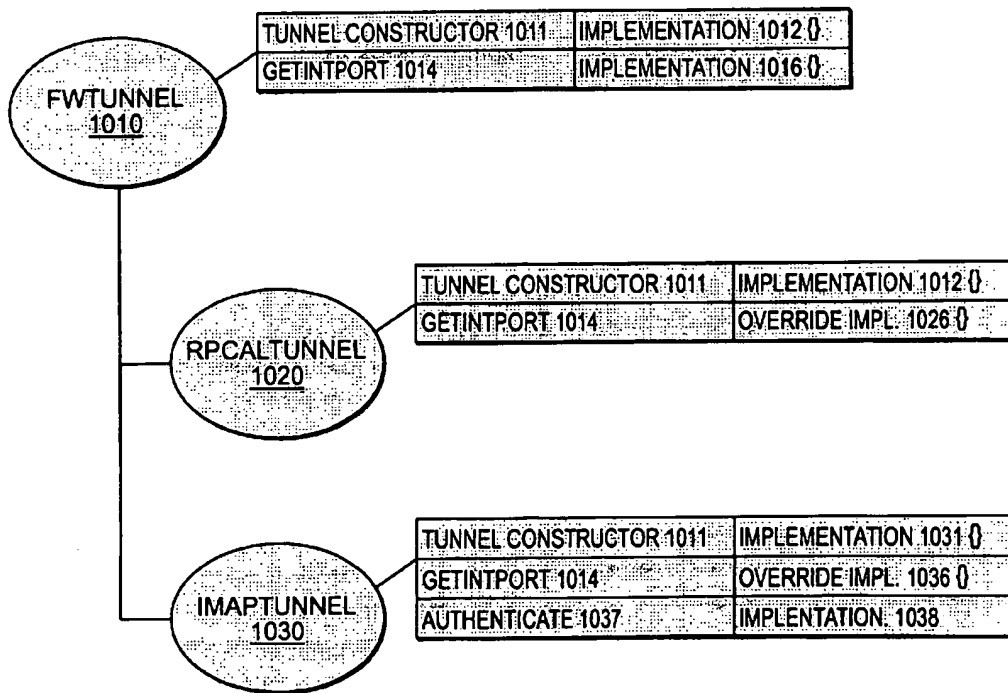 TUNNEL CONSTRUCTOR 1011 IMPLEMENTATION 1012 {}
GETINTPORT 1014 IMPLEMENTATION 1016 {}
FWTUNNEL
1010
TUNNEL CONSTRUCTOR 1011 IMPLEMENTATION 1012 {}
GETINTPORT 1014 OVERRIDE IMPL. 1026 {}
RPCALTUNNEL
1020
TUNNEL CONSTRUCTOR 1011 IMPLEMENTATION 1031 {}
GETINTPORT 1014 OVERRIDE IMPL. 1036 {}
AUTHENTICATE 1037 IMPLENTATION. 1038
IMAPTUNNEL
1030